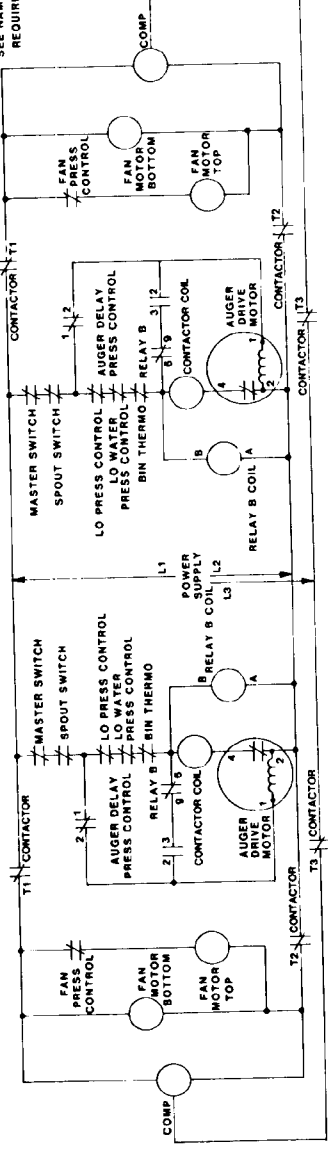 SEE NAM
REQUIR
COMP
FAN
PRESS
CONTROL
FAN
MOTOR
BOTTOM
FAN
MOTOR
TOP
CONTACTOR T1
T2
CONTACTOR
T3
CONTACTOR
1 2
MASTER SWITCH
SPOUT SWITCH
AUGER DELAY
PRESS CONTROL
LO PRESS CONTROL
LO WATER
PRESS CONTROL
BIN THERMO
RELAY B
3 2
6 9
CONTACTOR COIL
AUGER
DRIVE
MOTOR
4 1
2
B
A
RELAY B COIL
L1
POWER
SUPPLY
L2
L3
MASTER SWITCH
SPOUT SWITCH
2 1
LO PRESS CONTROL
LO WATER
PRESS CONTROL
BIN THERMO
AUGER DELAY
PRESS CONTROL
RELAY B
9 6
2 3
CONTACTOR COIL
B RELAY B COIL
A
AUGER
DRIVE
MOTOR
4
1 2
T1 CONTACTOR
T2 CONTACTOR
T3 CONTACTOR
FAN
PRESS
CONTROL
FAN
MOTOR
BOTTOM
FAN
MOTOR
TOP
COMP